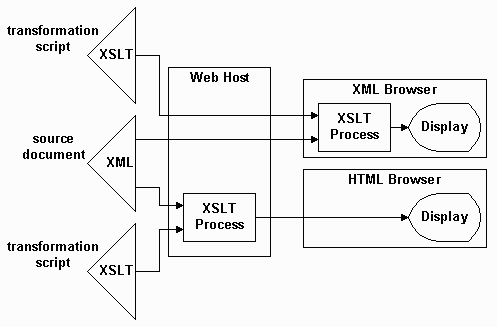 transformation
script
XSLT
Web Host
XML Browser
XSLT
Process
Display
source
document
XML
HTML Browser
XSLT
Process
Display
transformation
script
XSLT